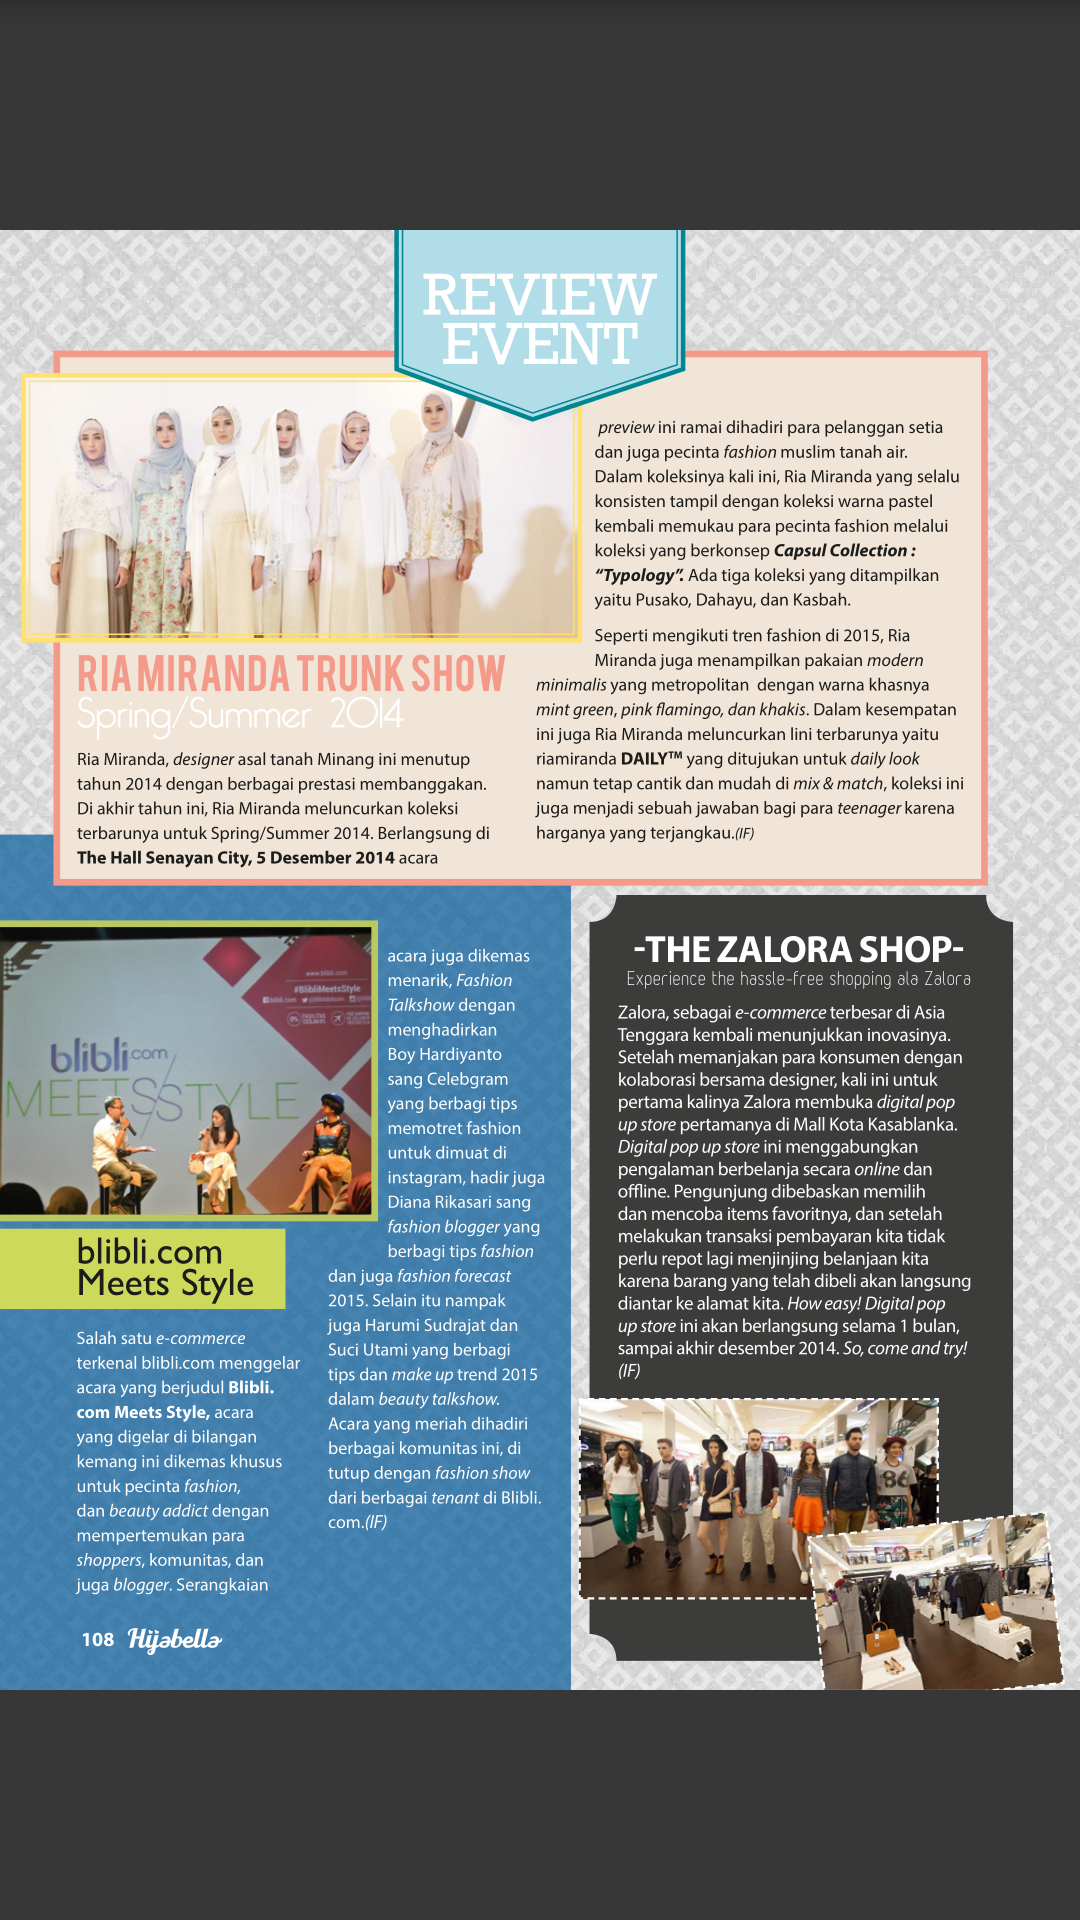 REVIEW
EVENT
RIA MIRANDA TRUNK SHOW
Spring/Summer 2014
Ria Miranda, designer asal tanah Minang ini menutup
tahun 2014 dengan berbagai prestasi membanggakan.
Di akhir tahun ini, Ria Miranda meluncurkan koleksi
terbarunya untuk Spring/Summer 2014. Berlangsung di
The Hall Senayan City, 5 Desember 2014 acara
preview ini ramai dihadiri para pelanggan setia
dan juga pecinta fashion muslim tanah air.
Dalam koleksinya kali ini, Ria Miranda yang selalu
konsisten tampil dengan koleksi warna pastel
kembali memukau para pecinta fashion melalui
koleksi yang berkonsep Capsul Collection :
“Typology”. Ada tiga koleksi yang ditampilkan
yaitu Pusako, Dahayu, dan Kasbah.
Seperti mengikuti tren fashion di 2015, Ria
Miranda juga menampilkan pakaian modern
minimalis yang metropolitan dengan warna khasnya
mint green, pink flamingo, dan khakis. Dalam kesempatan
ini juga Ria Miranda meluncurkan lini terbarunya yaitu
riamiranda DAILY™ yang ditujukan untuk daily look
namun tetap cantik dan mudah di mix & match, koleksi ini
juga menjadi sebuah jawaban bagi para teenager karena
harganya yang terjangkau.(IF)
www.blibli.com
#BlibliMeetsStyle
blibli.com
MEETS STYLE
blibli.com
Meets Style
Salah satu e-commerce
terkenal blibli.com menggelar
acara yang berjudul Blibli.
com Meets Style, acara
yang digelar di bilangan
kemang ini dikemas khusus
untuk pecinta fashion,
dan beauty addict dengan
mempertemukan para
shoppers, komunitas, dan
juga blogger. Serangkaian
acara juga dikemas
menarik, Fashion
Talkshow dengan
menghadirkan
Boy Hardiyanto
sang Celebgram
yang berbagi tips
memotret fashion
untuk dimuat di
instagram, hadir juga
Diana Rikasari sang
fashion blogger yang
berbagi tips fashion
dan juga fashion forecast
2015. Selain itu nampak
juga Harumi Sudrajat dan
Suci Utami yang berbagi
tips dan make up trend 2015
dalam beauty talkshow.
Acara yang meriah dihadiri
berbagai komunitas ini, di
tutup dengan fashion show
dari berbagai tenant di Blibli.
com.(IF)
-THE ZALORA SHOP-
Experience the hassle-free shopping ala Zalora
Zalora, sebagai e-commerce terbesar di Asia
Tenggara kembali menunjukkan inovasinya.
Setelah memanjakan para konsumen dengan
kolaborasi bersama designer, kali ini untuk
pertama kalinya Zalora membuka digital pop
up store pertamanya di Mall Kota Kasablanka.
Digital pop up store ini menggabungkan
pengalaman berbelanja secara online dan
offline. Pengunjung dibebaskan memilih
dan mencoba items favoritnya, dan setelah
melakukan transaksi pembayaran kita tidak
perlu repot lagi menjinjing belanjaan kita
karena barang yang telah dibeli akan langsung
diantar ke alamat kita. How easy! Digital pop
up store ini akan berlangsung selama 1 bulan,
sampai akhir desember 2014. So, come and try!
(IF)
86
108 Hijabella